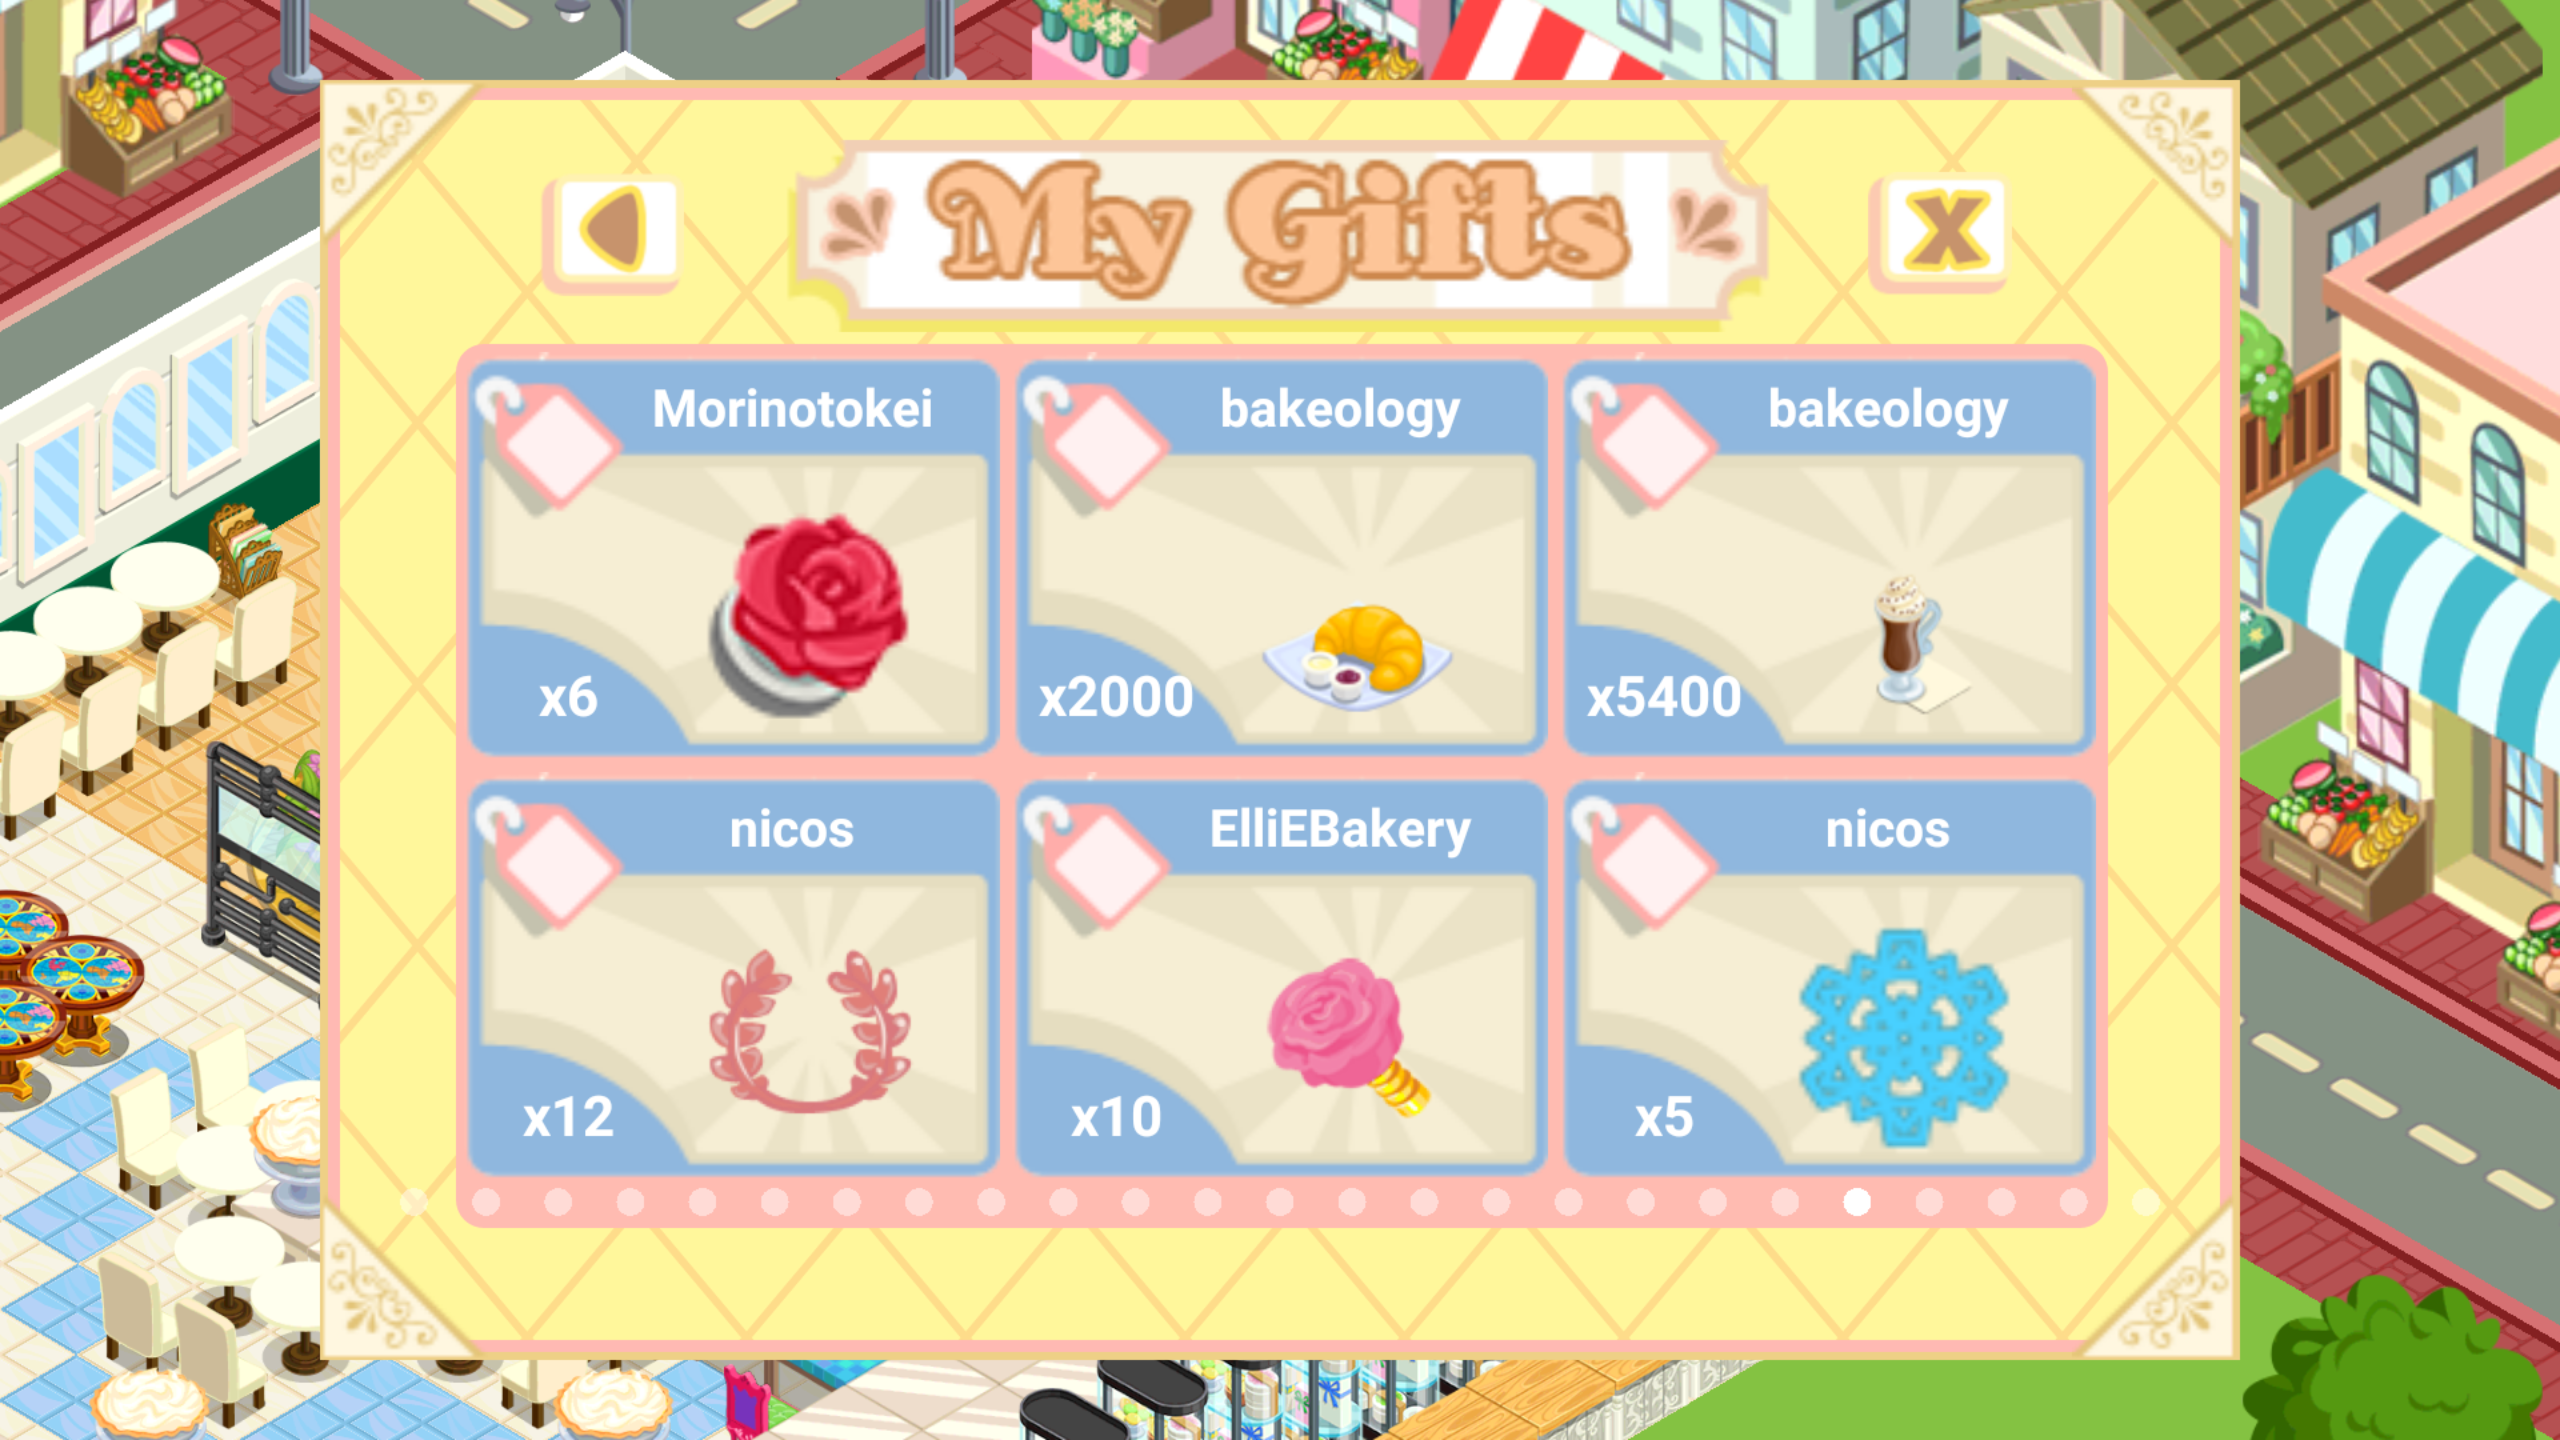 My Gifts
X
Morinotokei
x6
bakeology
x2000
bakeology
x5400
nicos
x12
ElliEBakery
x10
nicos
x5